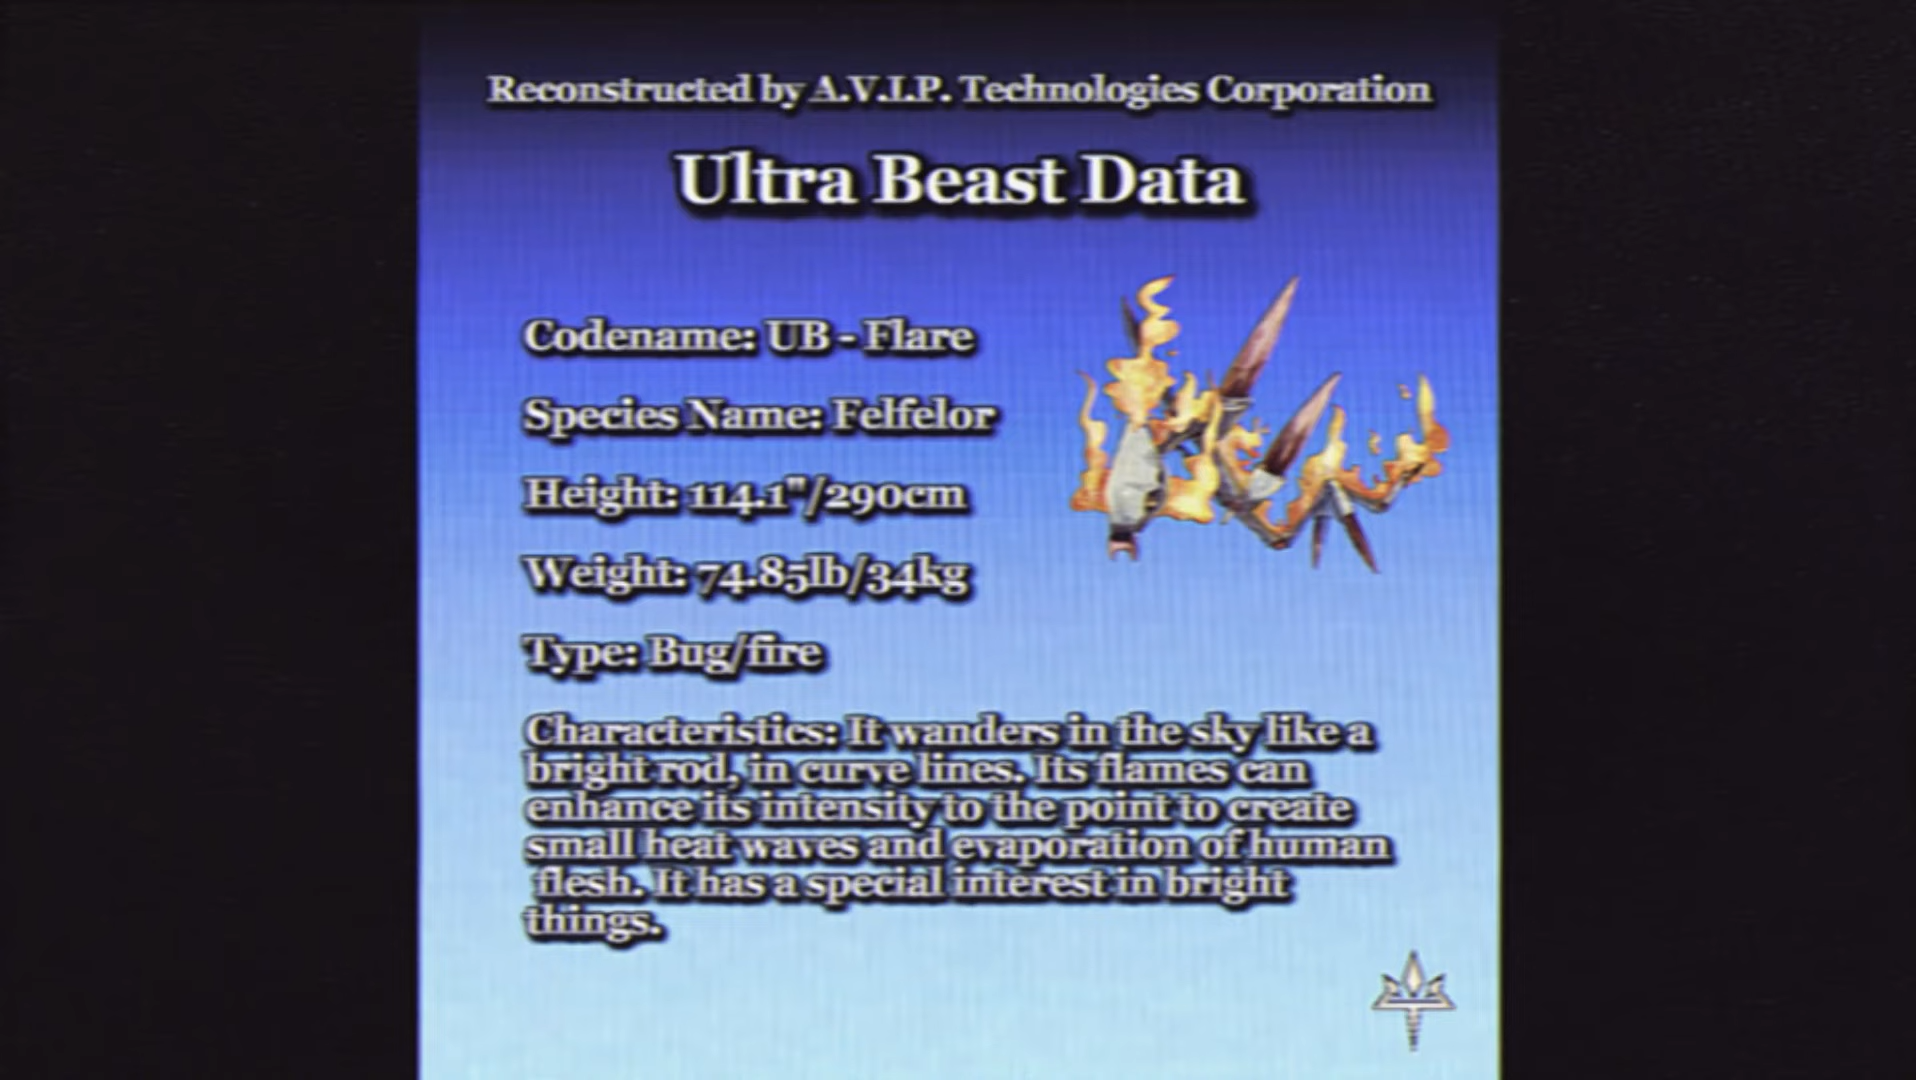 Reconstructed by A.V.I.P. Technologies Corporation
Ultra Beast Data
Codename: UB - Flare
Species Name: Felfelor
Height: 114.1"/290cm
Weight: 74.85lb/34kg
Type: Bug/fire
Characteristics: It wanders in the sky like a
bright rod, in curve lines. Its flames can
enhance its intensity to the point to create
small heat waves and evaporation of human
flesh. It has a special interest in bright
things.